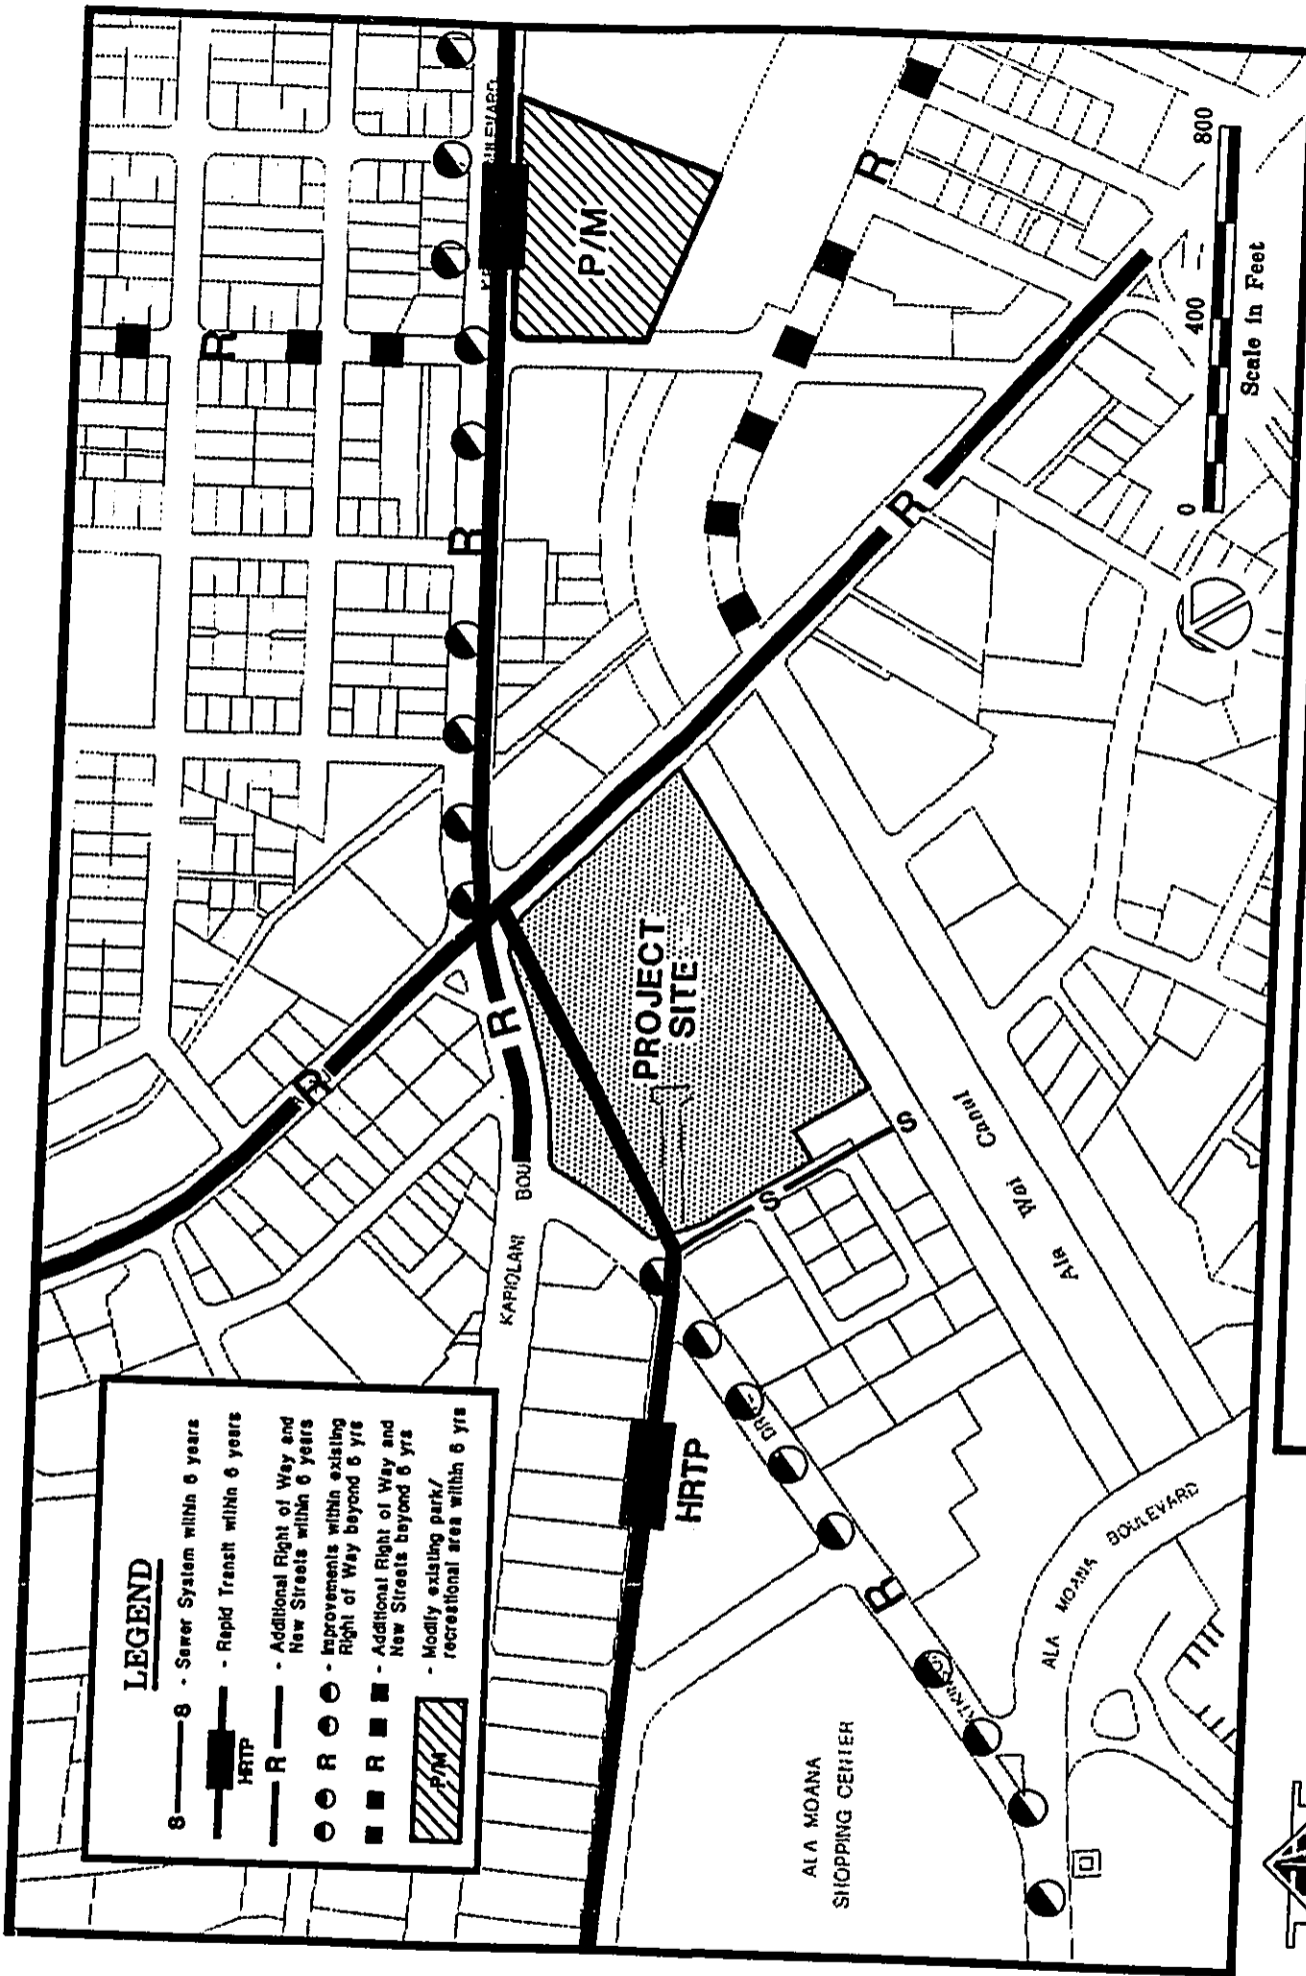 LEGEND
S - Sewer System within 6 years
HRTP
- Rapid Transit within 6 years
R - Additional Right of Way and
New Streets within 6 years
R - Improvements within existing
Right of Way beyond 6 yrs
R - Additional Right of Way and
New Streets beyond 6 yrs
P/M
- Modify existing park/
recreational area within 6 yrs
R
R
R
R
R
R
R
R
P/M
KAPIOLANI BOU
PROJECT
SITE
S
S
HRTP
Ala Wai Canal
ALA MOANA BOULEVARD
ALA MOANA
SHOPPING CENTER
0 400 800
Scale in Feet